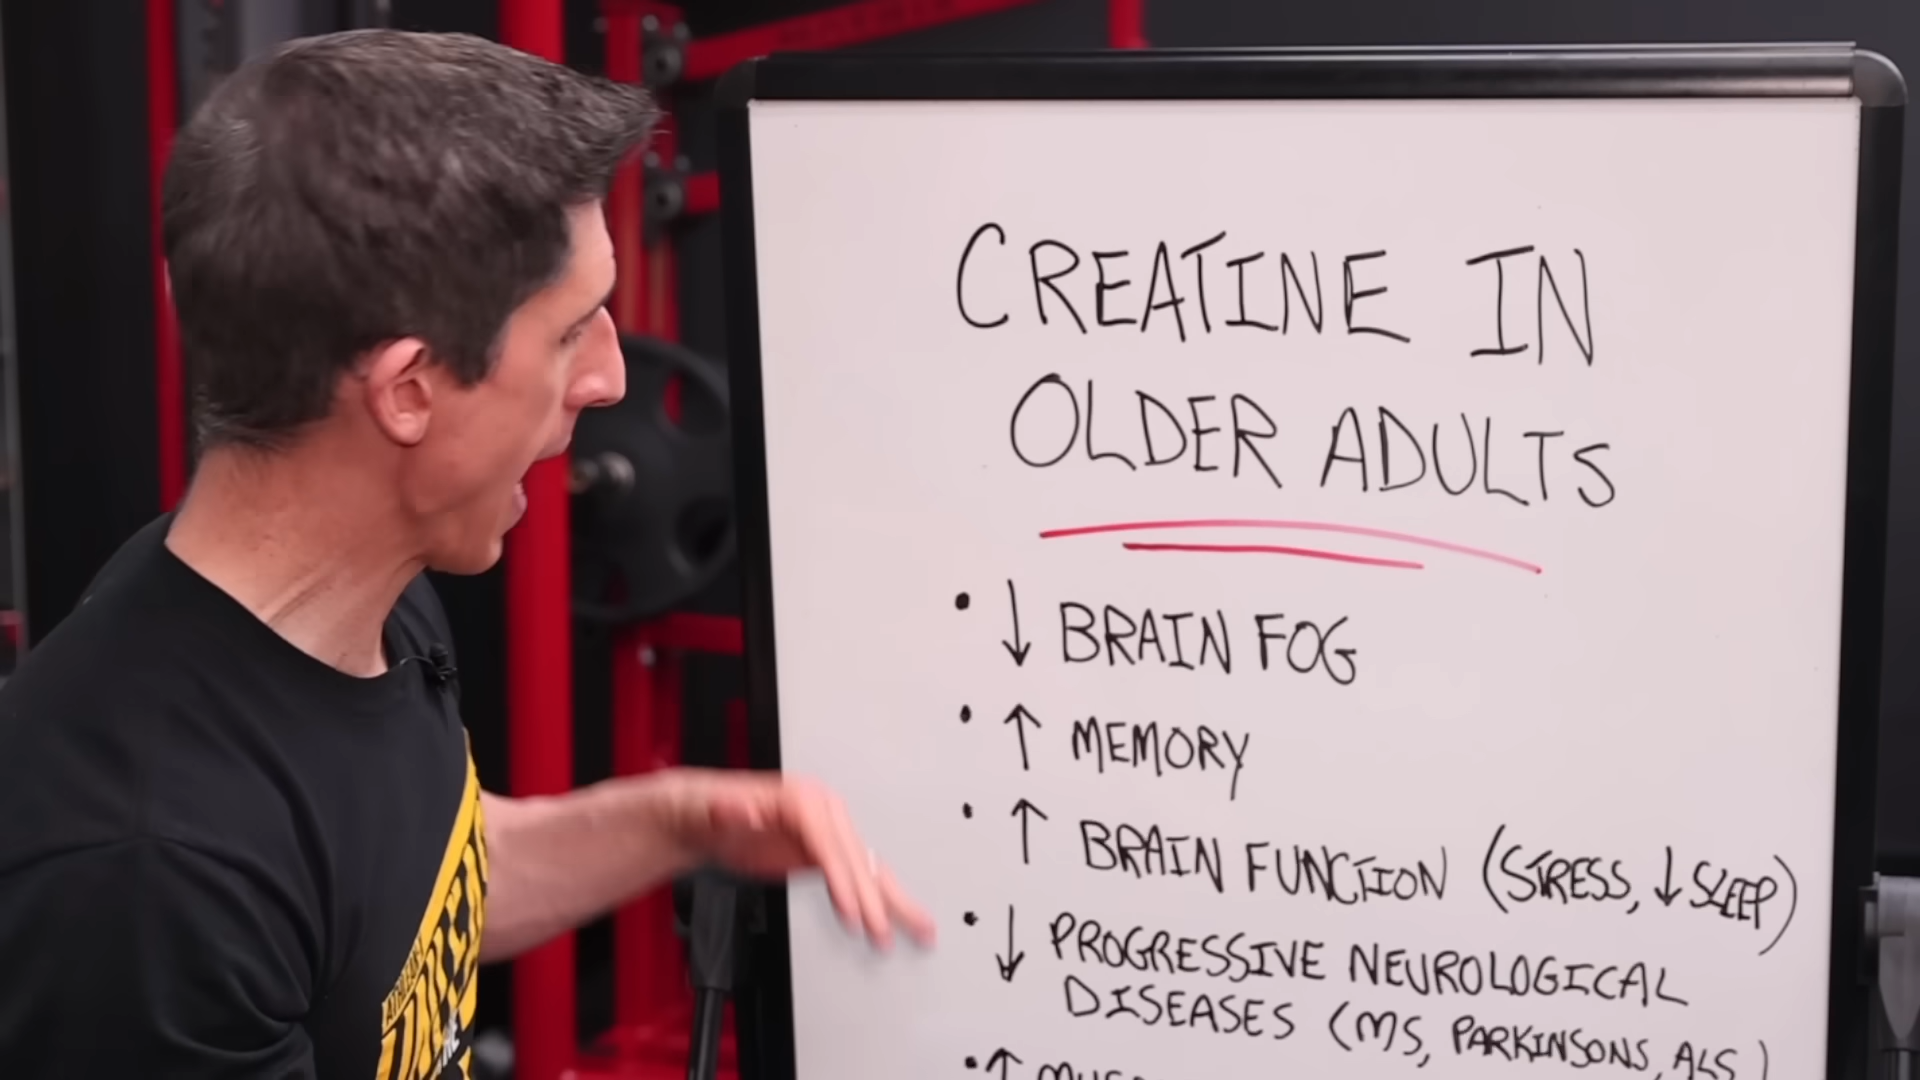 CREATINE IN
OLDER ADULTS
• ↓ BRAIN FOG
• ↑ MEMORY
• ↑ BRAIN FUNCTION (STRESS, ↓ SLEEP)
• ↓ PROGRESSIVE NEUROLOGICAL
DISEASES (MS, PARKINSONS, ALS)
• ↑